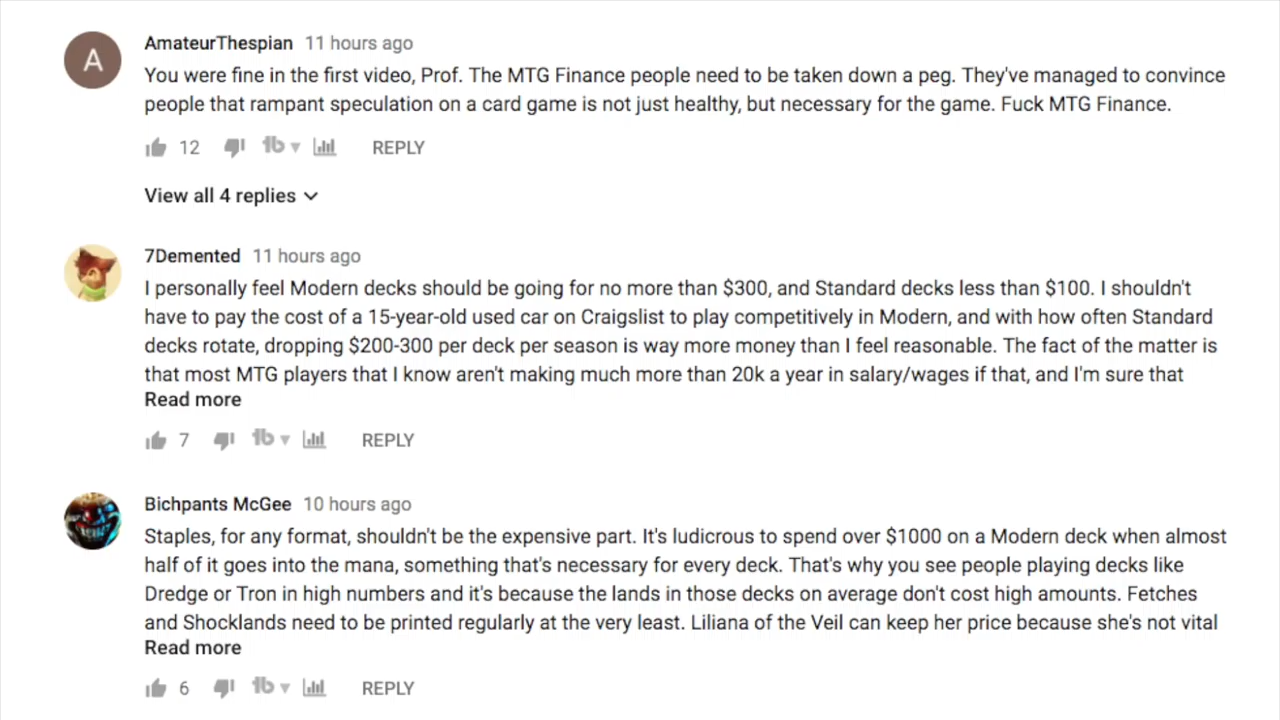 A
AmateurThespian 11 hours ago
You were fine in the first video, Prof. The MTG Finance people need to be taken down a peg. They've managed to convince
people that rampant speculation on a card game is not just healthy, but necessary for the game. Fuck MTG Finance.
12 tb REPLY
View all 4 replies
7Demented 11 hours ago
I personally feel Modern decks should be going for no more than $300, and Standard decks less than $100. I shouldn't
have to pay the cost of a 15-year-old used car on Craigslist to play competitively in Modern, and with how often Standard
decks rotate, dropping $200-300 per deck per season is way more money than I feel reasonable. The fact of the matter is
that most MTG players that I know aren't making much more than 20k a year in salary/wages if that, and I'm sure that
Read more
7 tb REPLY
Bichpants McGee 10 hours ago
Staples, for any format, shouldn't be the expensive part. It's ludicrous to spend over $1000 on a Modern deck when almost
half of it goes into the mana, something that's necessary for every deck. That's why you see people playing decks like
Dredge or Tron in high numbers and it's because the lands in those decks on average don't cost high amounts. Fetches
and Shocklands need to be printed regularly at the very least. Liliana of the Veil can keep her price because she's not vital
Read more
6 tb REPLY